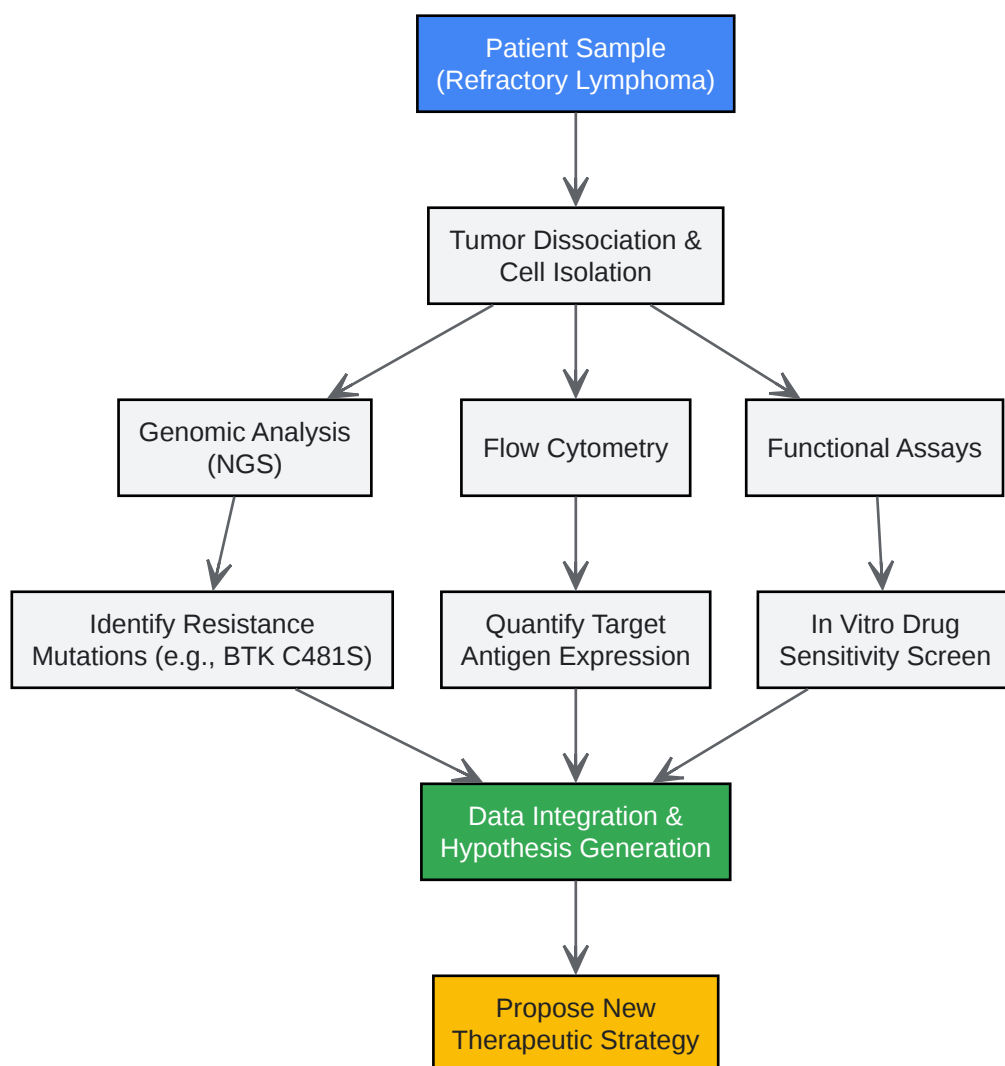 Patient Sample
(Refractory Lymphoma)
Tumor Dissociation &
Cell Isolation
Genomic Analysis
(NGS)
Flow Cytometry
Functional Assays
Identify Resistance
Mutations (e.g., BTK C481S)
Quantify Target
Antigen Expression
In Vitro Drug
Sensitivity Screen
Data Integration &
Hypothesis Generation
Propose New
Therapeutic Strategy